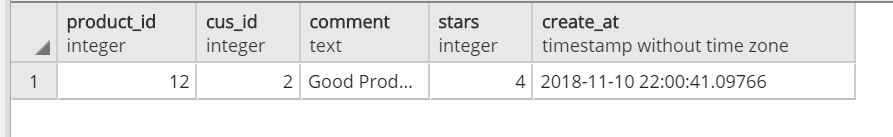 product_id cus_id comment stars create_at
integer integer text integer timestamp without time zone
1 12 2 Good Prod... 4 2018-11-10 22:00:41.09766